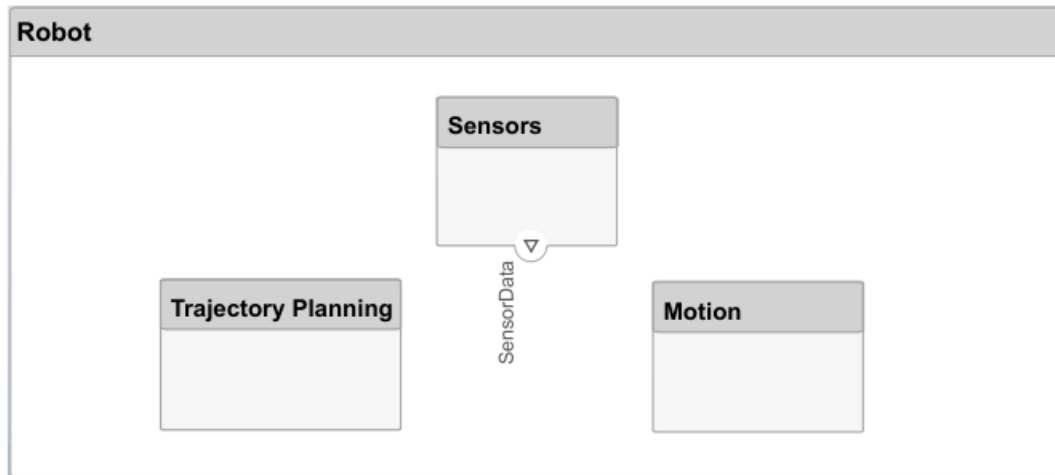 Robot
Sensors
SensorData
Trajectory Planning
Motion